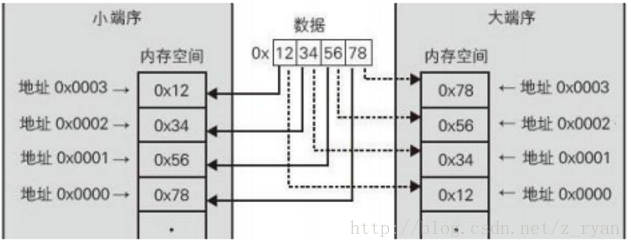 小端序
数据
大端序
内存空间
0x 12 34 56 78
内存空间
地址 0x0003 → 0x12
0x78 ← 地址 0x0003
地址 0x0002 → 0x34
0x56 ← 地址 0x0002
地址 0x0001 → 0x56
0x34 ← 地址 0x0001
地址 0x0000 → 0x78
0x12 ← 地址 0x0000
http://blog.csdn.net/z_ryan